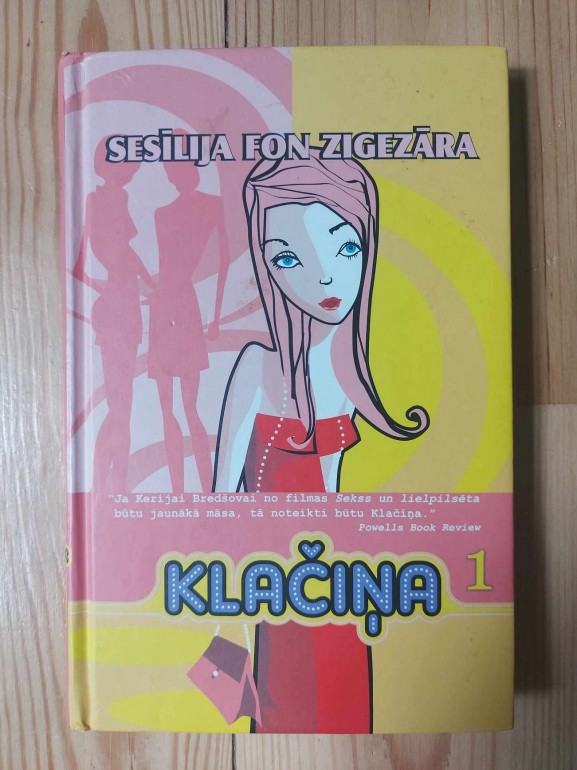 SESĪLIJA FON ZIGEZĀRA
"Ja Kerijai Bredšovai no filmas Sekss un lielpilsēta
būtu jaunākā māsa, tā noteikti būtu Klačiņa."
Powells Book Review
KLAČIŅA 1